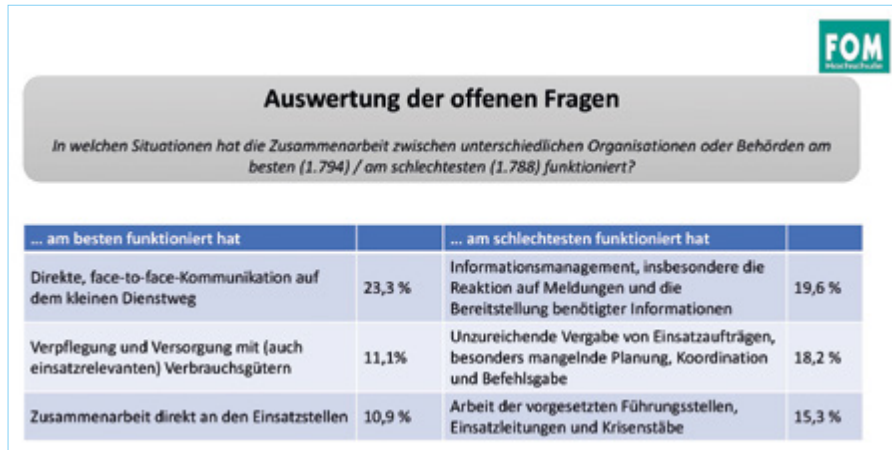 FOM
Hochschule
Auswertung der offenen Fragen
In welchen Situationen hat die Zusammenarbeit zwischen unterschiedlichen Organisationen oder Behörden am
besten (1.794) / am schlechtesten (1.788) funktioniert?
... am besten funktioniert hat
... am schlechtesten funktioniert hat
Direkte, face-to-face-Kommunikation auf
dem kleinen Dienstweg
23,3 %
Informationsmanagement, insbesondere die
Reaktion auf Meldungen und die
Bereitstellung benötigter Informationen
19,6 %
Verpflegung und Versorgung mit (auch
einsatzrelevanten) Verbrauchsgütern
11,1%
Unzureichende Vergabe von Einsatzaufträgen,
besonders mangelnde Planung, Koordination
und Befehlsgabe
18,2 %
Zusammenarbeit direkt an den Einsatzstellen
10,9 %
Arbeit der vorgesetzten Führungsstellen,
Einsatzleitungen und Krisenstäbe
15,3 %